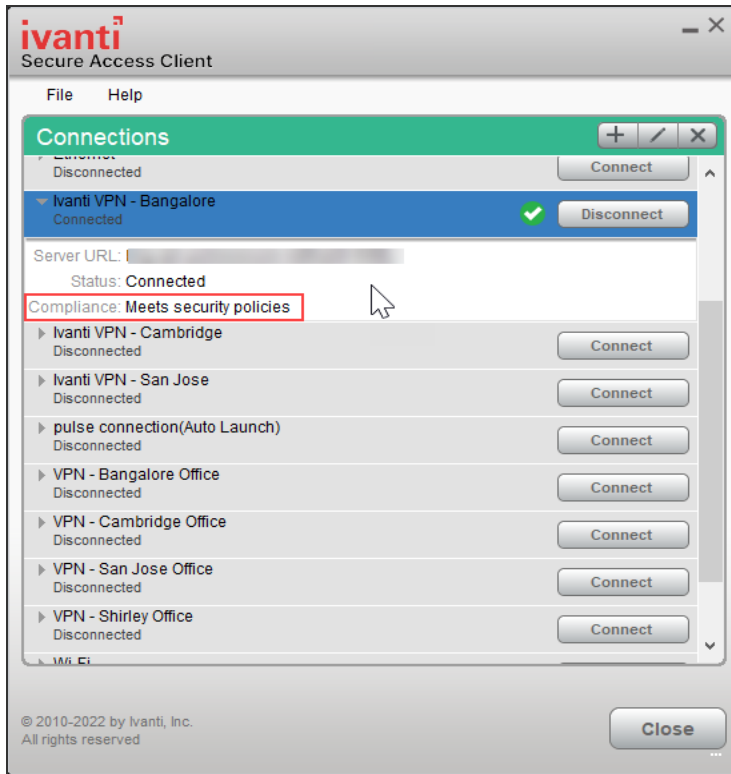 ivanti
Secure Access Client
File Help
Connections
Ethernet
Disconnected
Connect
Ivanti VPN - Bangalore
Connected
Disconnect
Server URL:
Status: Connected
Compliance: Meets security policies
Ivanti VPN - Cambridge
Disconnected
Connect
Ivanti VPN - San Jose
Disconnected
Connect
pulse connection(Auto Launch)
Disconnected
Connect
VPN - Bangalore Office
Disconnected
Connect
VPN - Cambridge Office
Disconnected
Connect
VPN - San Jose Office
Disconnected
Connect
VPN - Shirley Office
Disconnected
Connect
Wi-Fi
© 2010-2022 by Ivanti, Inc.
All rights reserved
Close